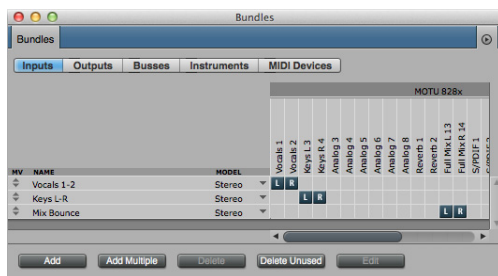 Bundles
Bundles
Inputs Outputs Busses Instruments MIDI Devices
MOTU 828x
Vocals 1
Vocals 2
Keys L 3
Keys R 4
Analog 3
Analog 4
Analog 5
Analog 6
Analog 7
Analog 8
Reverb 1
Reverb 2
Full Mix L 13
Full Mix R 14
S/PDIF 1
MV NAME MODEL
Vocals 1-2 Stereo L R
Keys L-R Stereo L R
Mix Bounce Stereo L R
Add Add Multiple Delete Delete Unused Edit